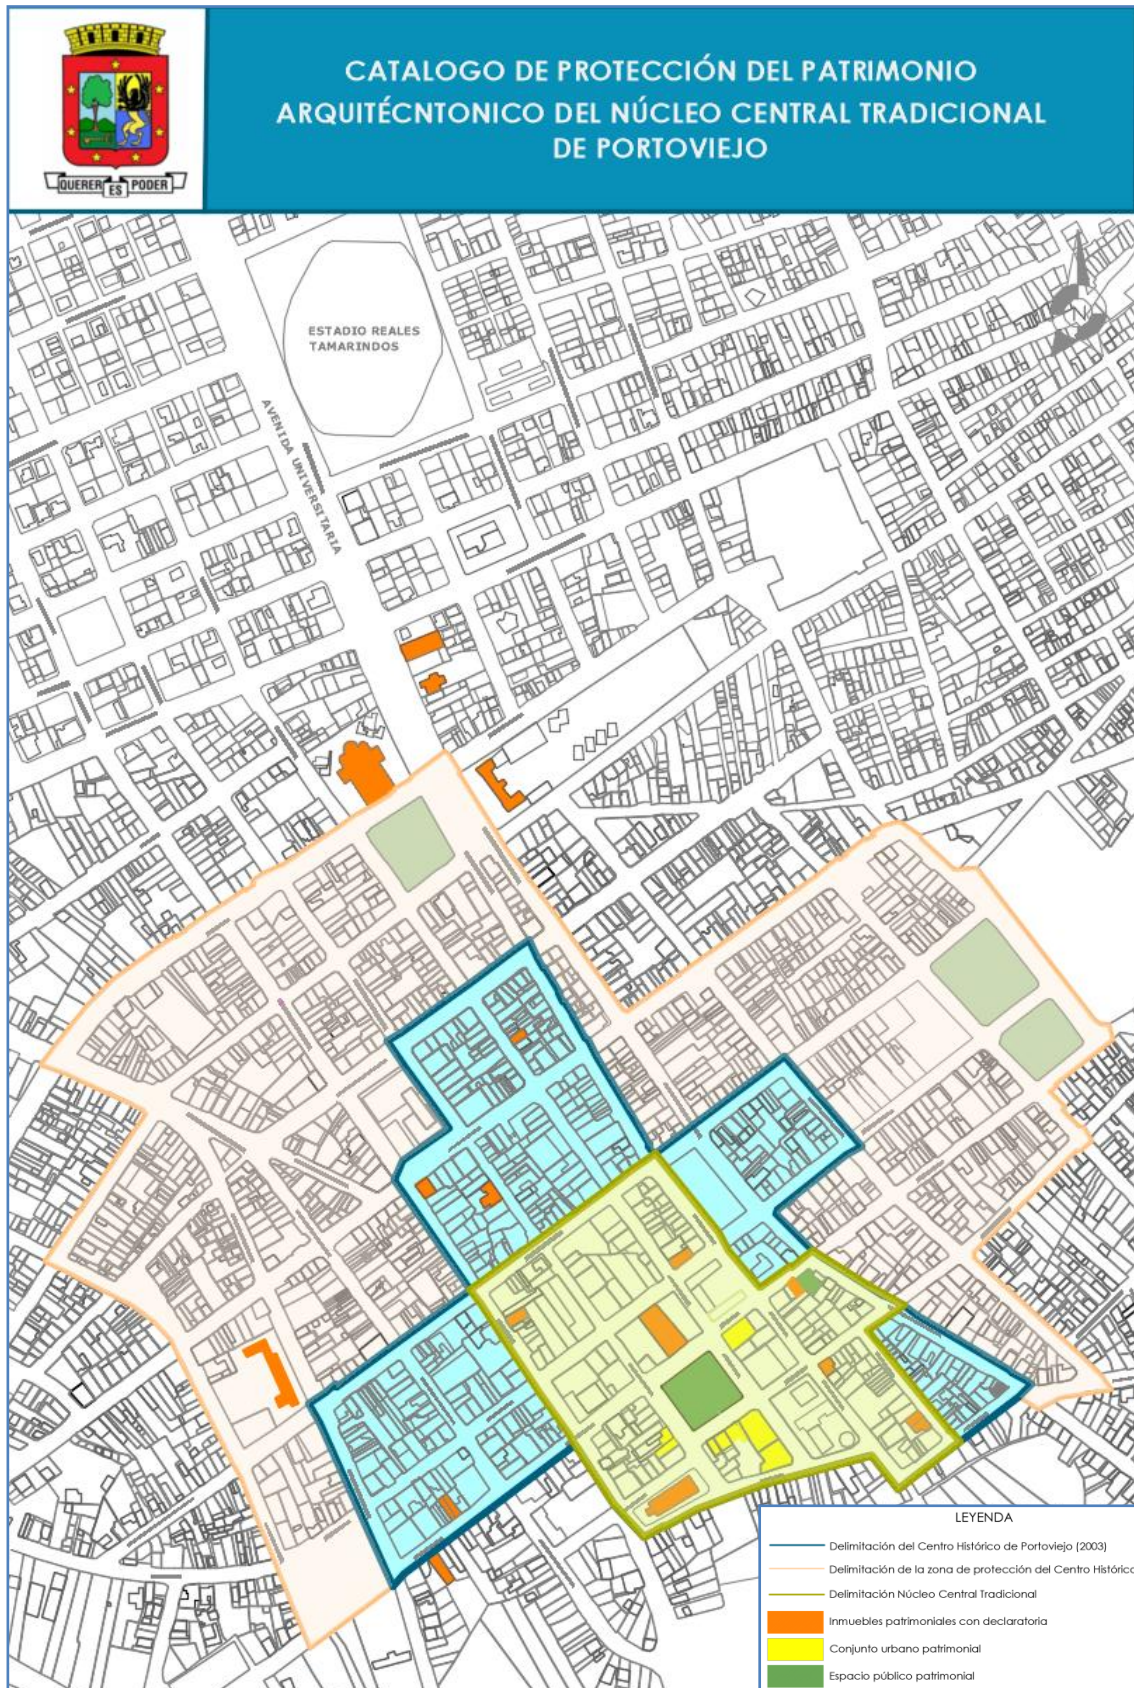 CATALOGO DE PROTECCIÓN DEL PATRIMONIO
ARQUITÉCNTONICO DEL NÚCLEO CENTRAL TRADICIONAL
DE PORTOVIEJO
QUERER ES PODER
N
ESTADIO REALES
TAMARINDOS
AVENIDA UNIVERSITARIA
LEYENDA
Delimitación del Centro Histórico de Portoviejo (2003)
Delimitación de la zona de protección del Centro Histórico
Delimitación Núcleo Central Tradicional
Inmuebles patrimoniales con declaratoria
Conjunto urbano patrimonial
Espacio público patrimonial